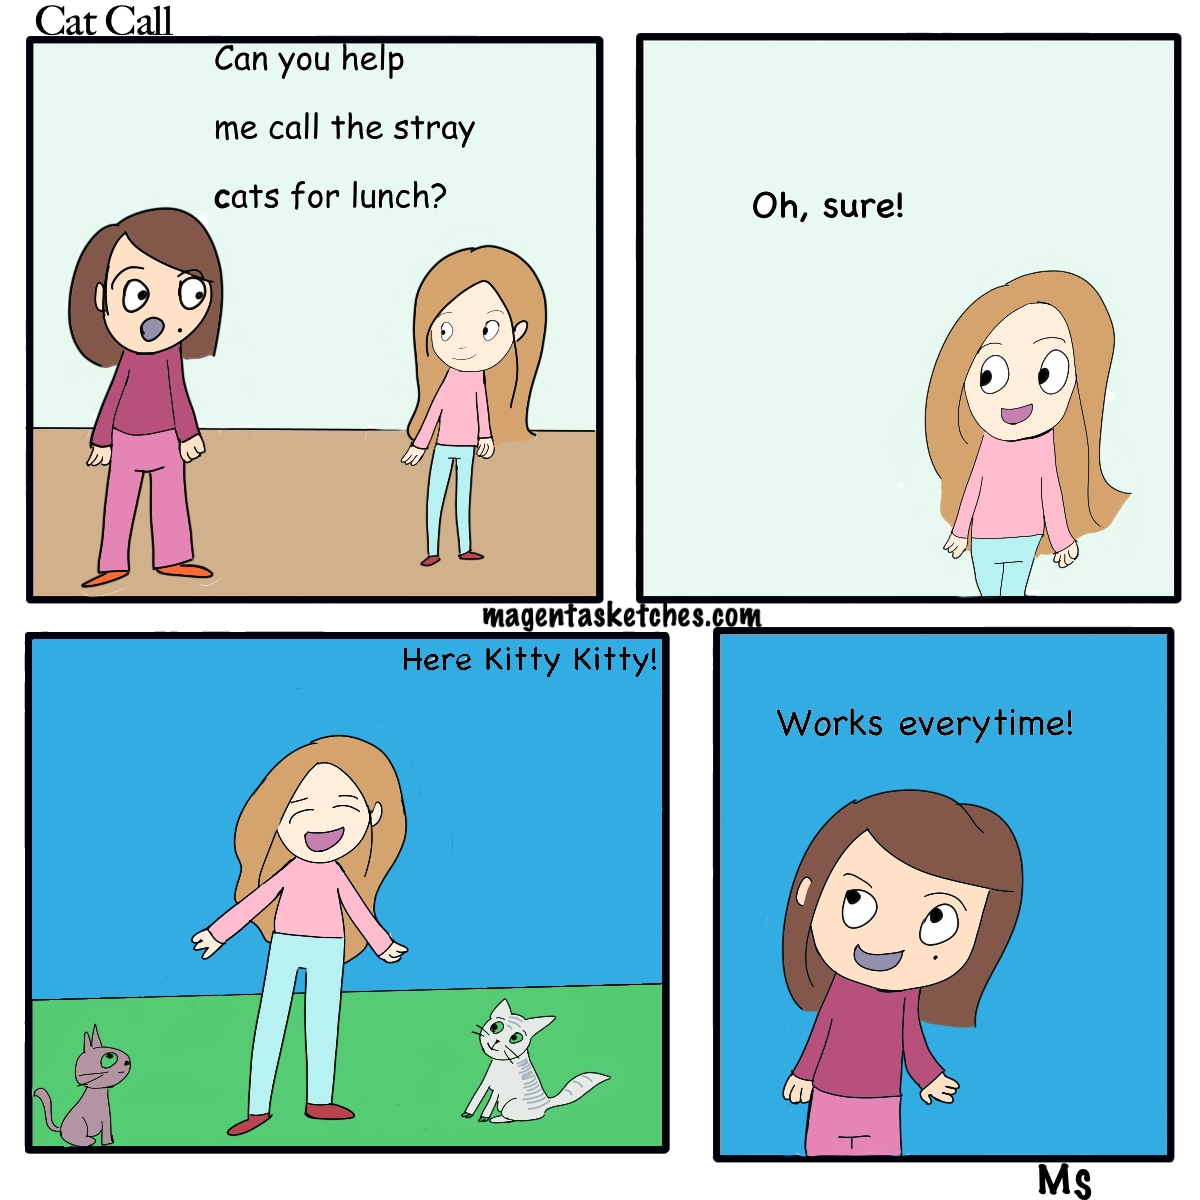 Cat Call
Can you help
me call the stray
cats for lunch?
Oh, sure!
magentasketches.com
Here Kitty Kitty!
Works everytime!
Ms